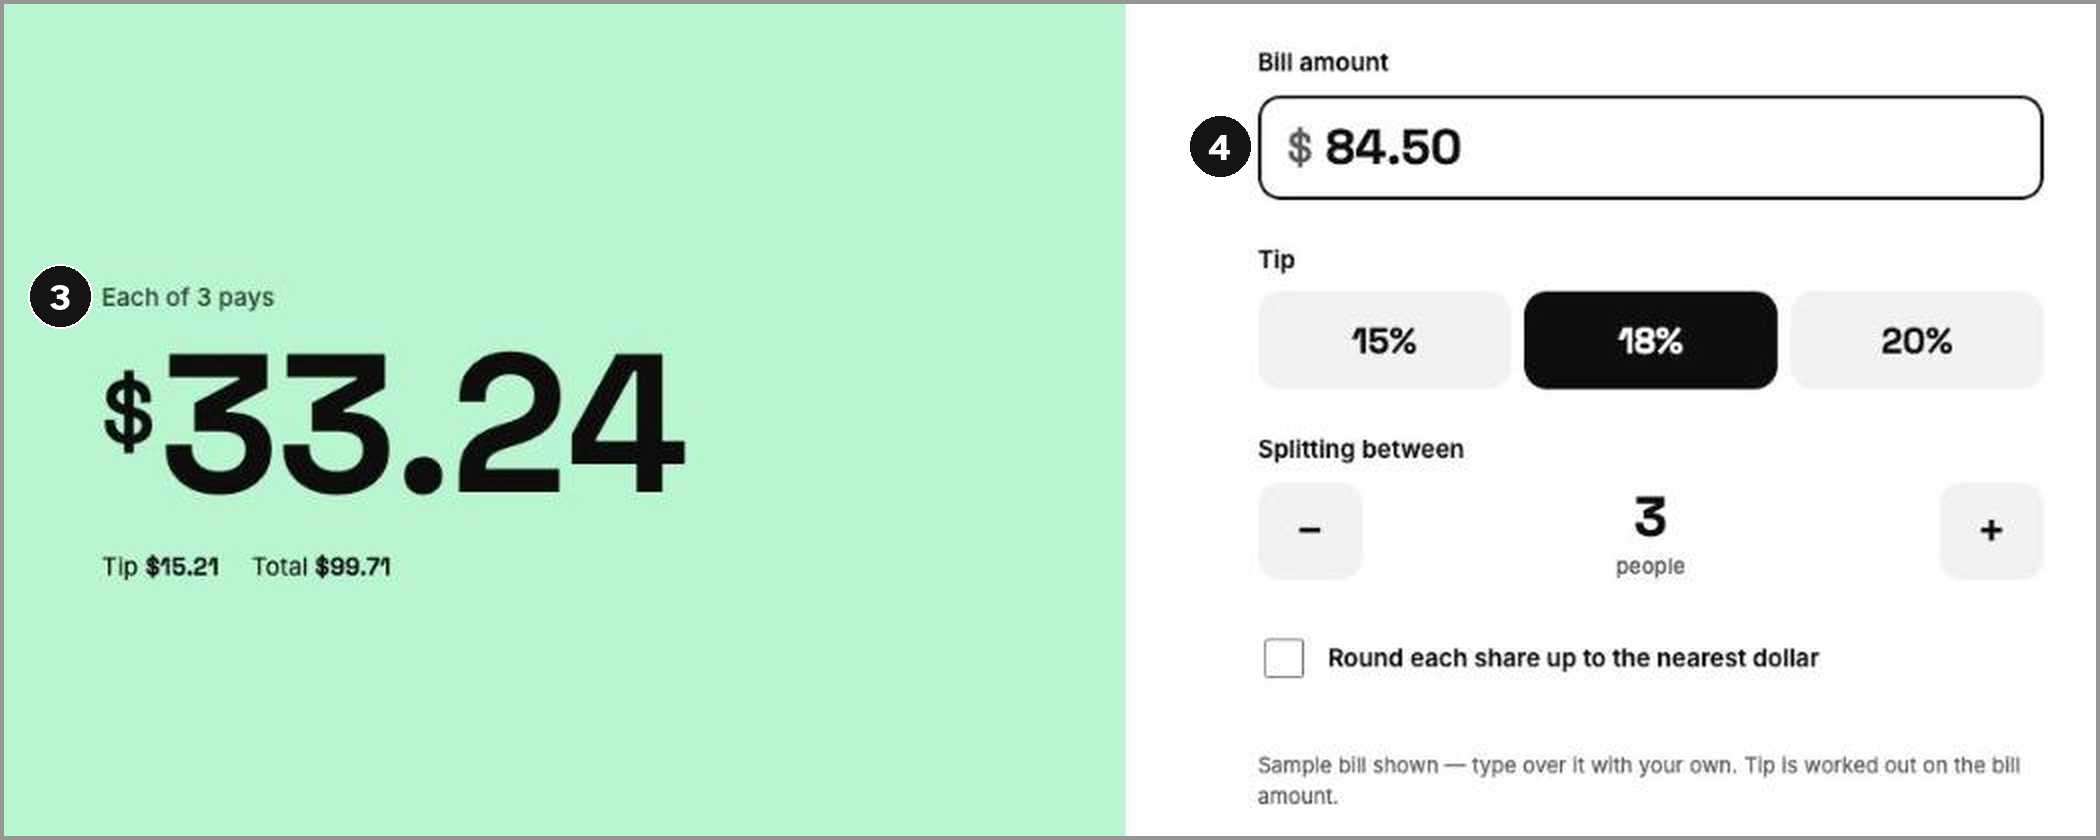 3 Each of 3 pays
$33.24
Tip $15.21 Total $99.71
Bill amount
4 $ 84.50
Tip
15% 18% 20%
Splitting between
− 3 +
people
Round each share up to the nearest dollar
Sample bill shown — type over it with your own. Tip is worked out on the bill
amount.